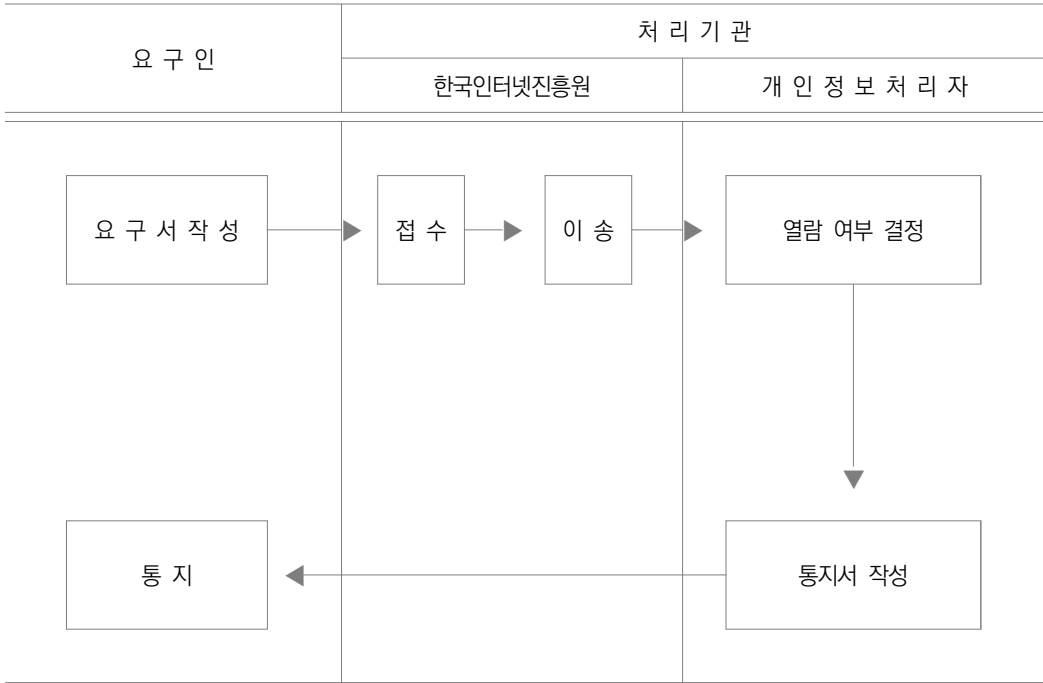 요 구 인
처 리 기 관
한국인터넷진흥원
개 인 정 보 처 리 자
요 구 서 작 성
접 수
이 송
열람 여부 결정
통 지
통지서 작성